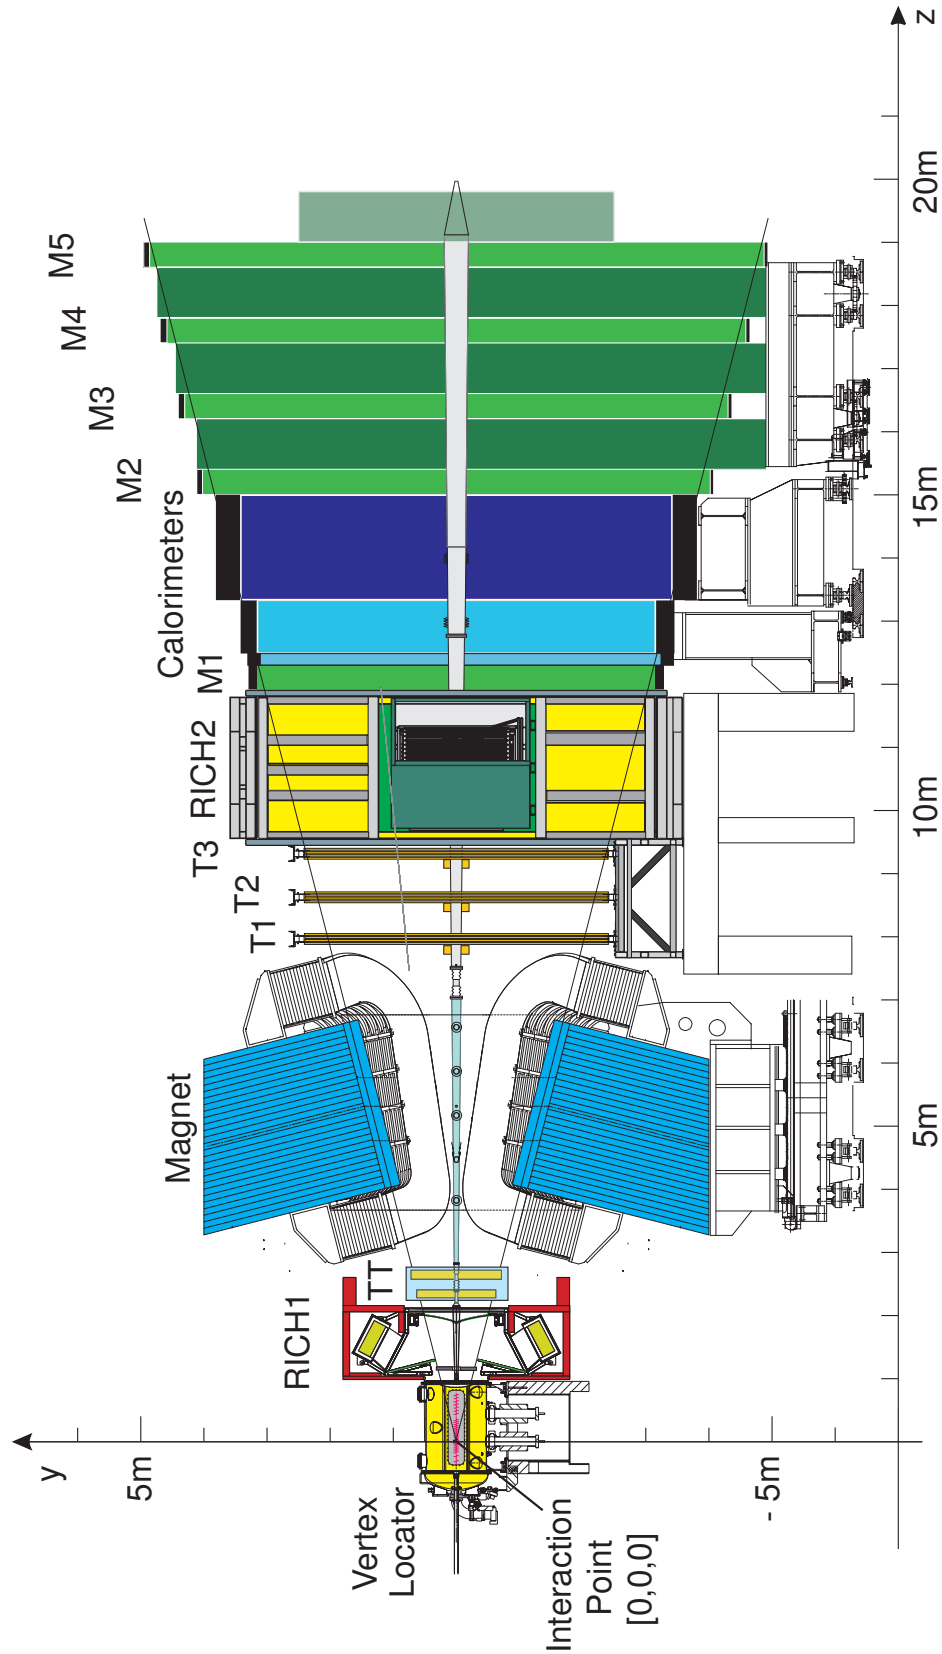 y
5m
- 5m
Vertex
Locator
Interaction
Point
[0,0,0]
RICH1
TT
Magnet
T1
T2
T3
RICH2
M1
Calorimeters
M2
M3
M4
M5
5m
10m
15m
20m
z